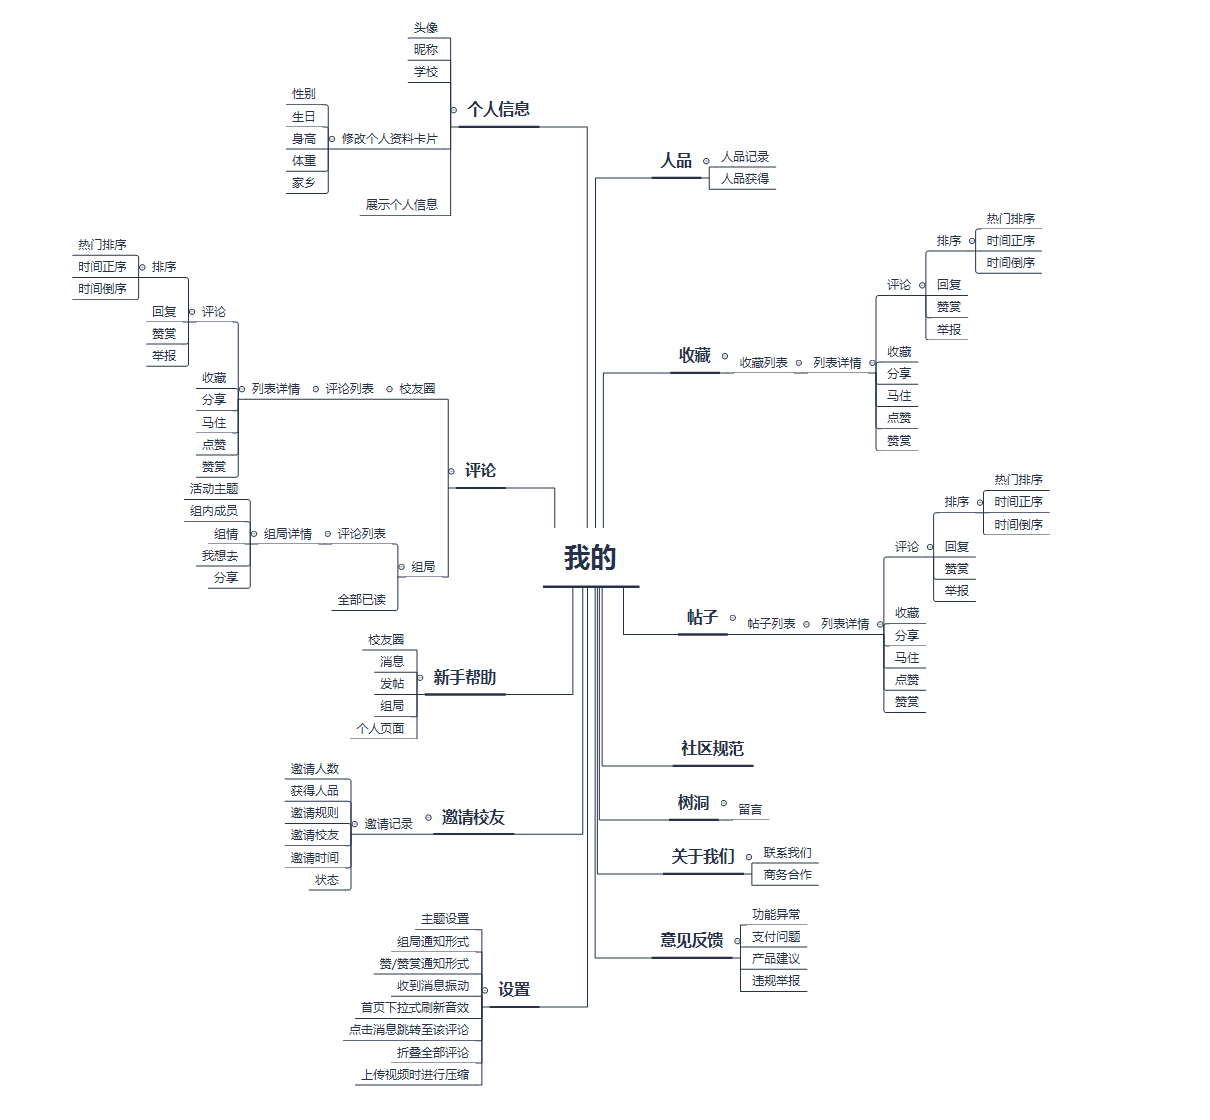 我的
个人信息
头像
昵称
学校
修改个人资料卡片
性别
生日
身高
体重
家乡
展示个人信息
评论
校友圈
评论列表
列表详情
评论
排序
热门排序
时间正序
时间倒序
回复
赞赏
举报
收藏
分享
马住
点赞
赞赏
组局
评论列表
组局详情
活动主题
组内成员
组情
我想去
分享
全部已读
新手帮助
校友圈
消息
发帖
组局
个人页面
邀请校友
邀请记录
邀请人数
获得人品
邀请规则
邀请校友
邀请时间
状态
设置
主题设置
组局通知形式
赞/赞赏通知形式
收到消息振动
首页下拉式刷新音效
点击消息跳转至该评论
折叠全部评论
上传视频时进行压缩
人品
人品记录
人品获得
收藏
收藏列表
列表详情
评论
排序
热门排序
时间正序
时间倒序
回复
赞赏
举报
收藏
分享
马住
点赞
赞赏
帖子
帖子列表
列表详情
评论
排序
热门排序
时间正序
时间倒序
回复
赞赏
举报
收藏
分享
马住
点赞
赞赏
社区规范
树洞
留言
关于我们
联系我们
商务合作
意见反馈
功能异常
支付问题
产品建议
违规举报